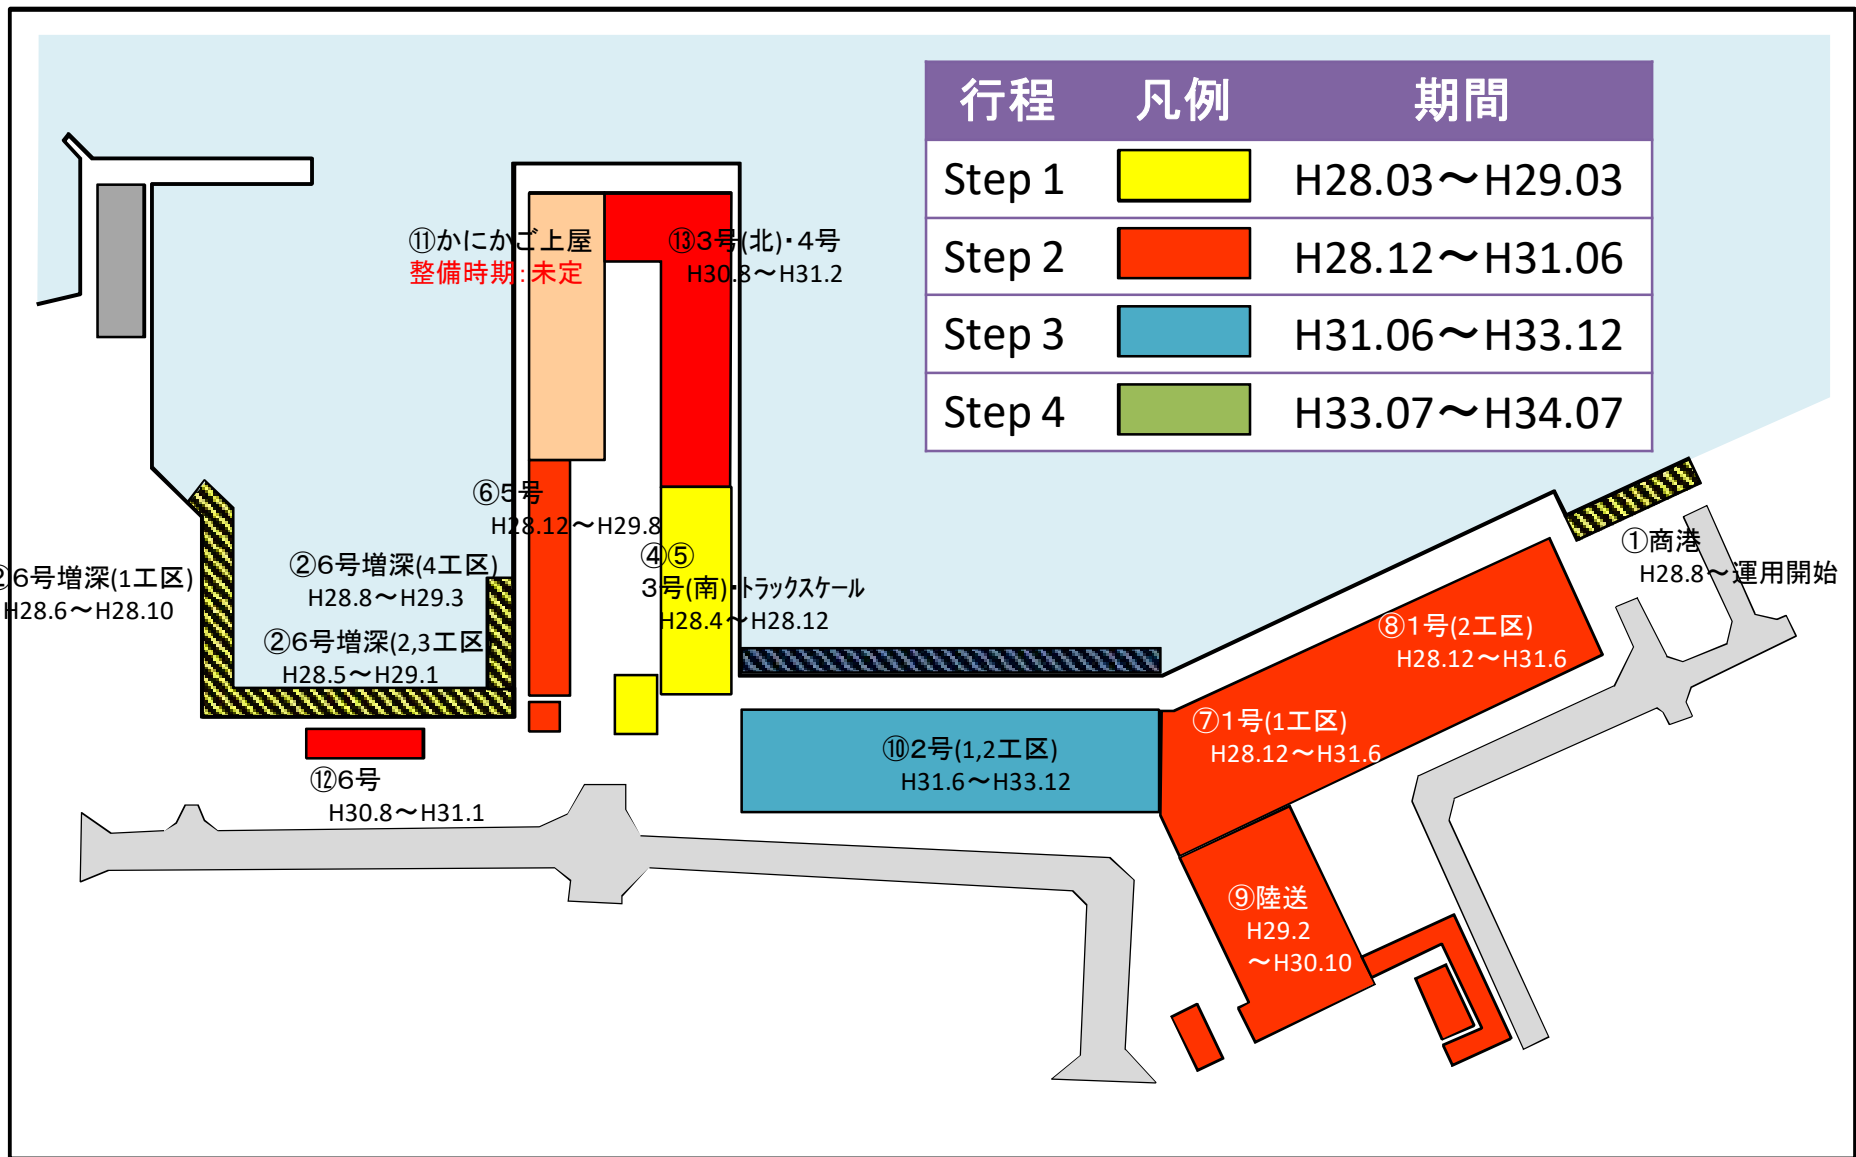 行程 凡例 期間
Step 1 H28.03～H29.03
Step 2 H28.12～H31.06
Step 3 H31.06～H33.12
Step 4 H33.07～H34.07
⑪かにかご上屋
整備時期：未定
⑬３号(北)・４号
H30.8～H31.2
⑥５号
H28.12～H29.8
④⑤
３号(南)・トラックスケール
H28.4～H28.12
②６号増深(1工区)
H28.6～H28.10
②６号増深(4工区)
H28.8～H29.3
②６号増深(2,3工区)
H28.5～H29.1
①商港
H28.8～運用開始
⑧１号(2工区)
H28.12～H31.6
⑦１号(1工区)
H28.12～H31.6
⑩２号(1,2工区)
H31.6～H33.12
⑫６号
H30.8～H31.1
⑨陸送
H29.2
～H30.10